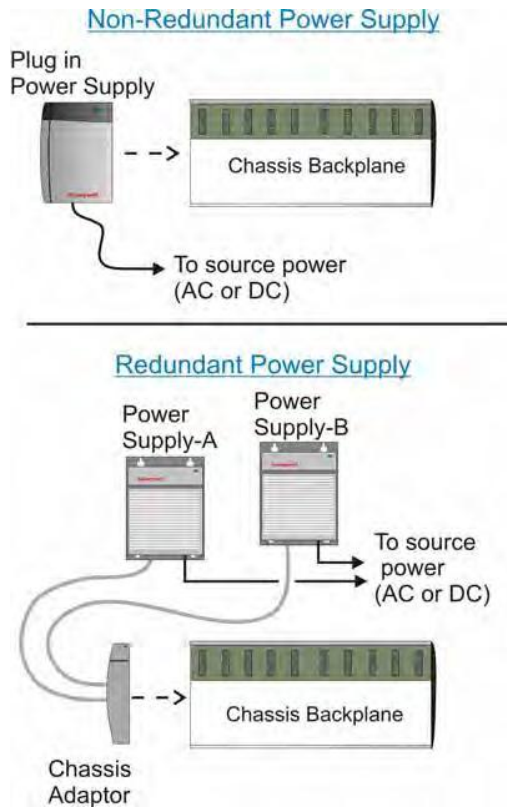 Non-Redundant Power Supply
Plug in
Power Supply
Chassis Backplane
Honeywell
To source power
(AC or DC)
Redundant Power Supply
Power
Supply-A
Power
Supply-B
To source
power
(AC or DC)
Chassis Backplane
Chassis
Adaptor